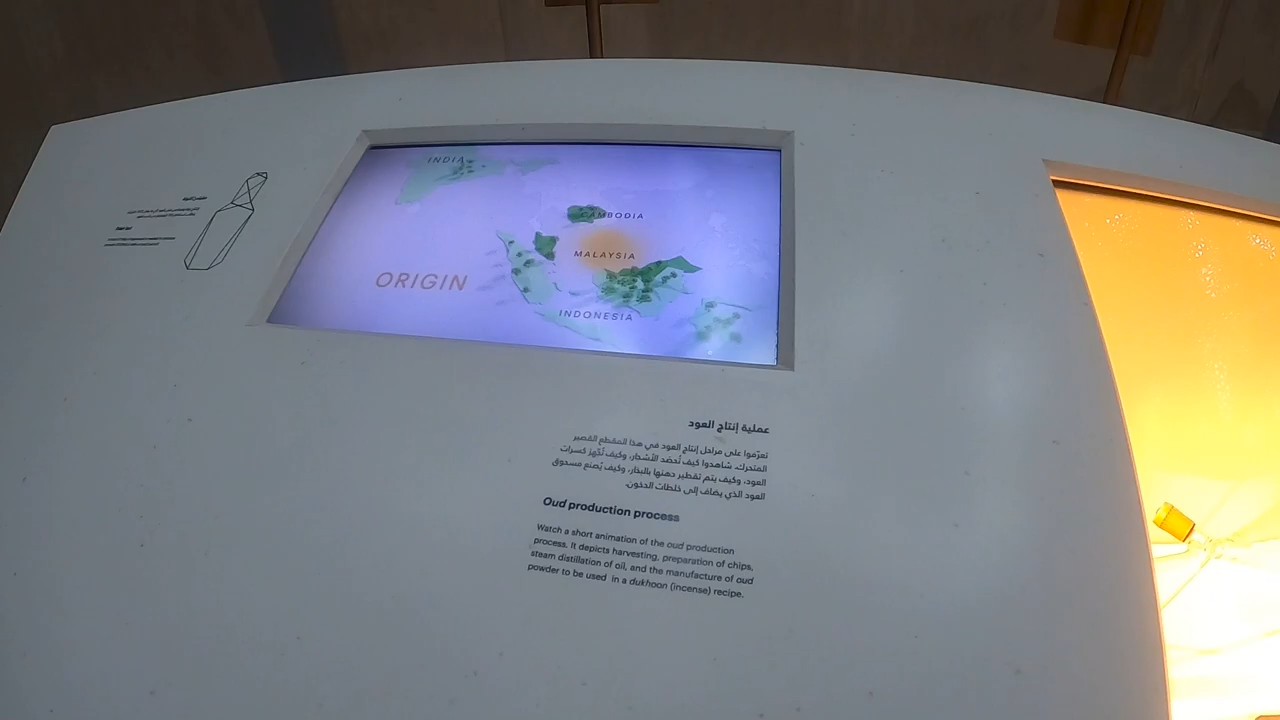 INDIA
CAMBODIA
MALAYSIA
ORIGIN
INDONESIA
عملية إنتاج العود
تعرّفوا على مراحل إنتاج العود في هذا المقطع القصير
المتحرك. شاهدوا كيف تُحصَد الأشجار، وكيف تُجَهّز كسرات
العود، وكيف يتم تقطير دهنها بالبخار، وكيف يُصنع مسحوق
العود الذي يضاف إلى خلطات الدخون.
Oud production process
Watch a short animation of the oud production
process. It depicts harvesting, preparation of chips,
steam distillation of oil, and the manufacture of oud
powder to be used in a dukhoon (incense) recipe.